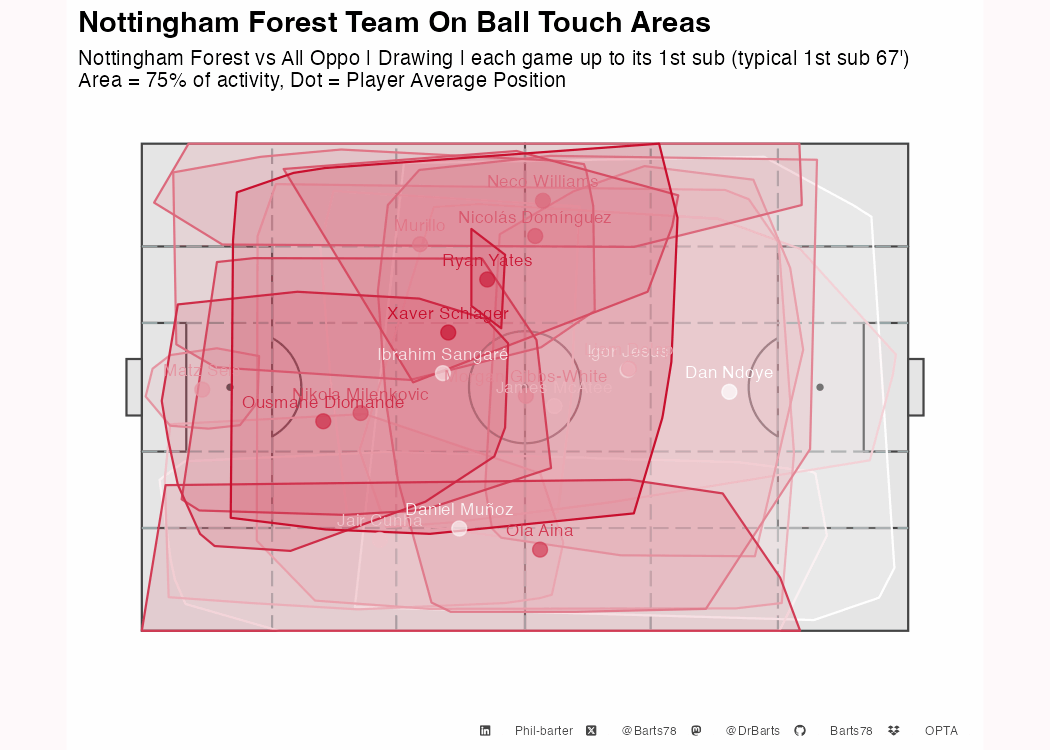 Nottingham Forest Team On Ball Touch Areas
Nottingham Forest vs All Oppo | Drawing | each game up to its 1st sub (typical 1st sub 67')
Area = 75% of activity, Dot = Player Average Position
Neco Williams
Nicolás Domínguez
Murillo
Ryan Yates
Xaver Schlager
Ibrahim Sangaré
Igor Jesus
Matz Sels
Gibbs-White
Dan Ndoye
James
Nikola Milenkovic
Ousmane Diomande
Daniel Muñoz
Jair Cunha
Ola Aina
Phil-barter
@Barts78
@DrBarts
Barts78
OPTA